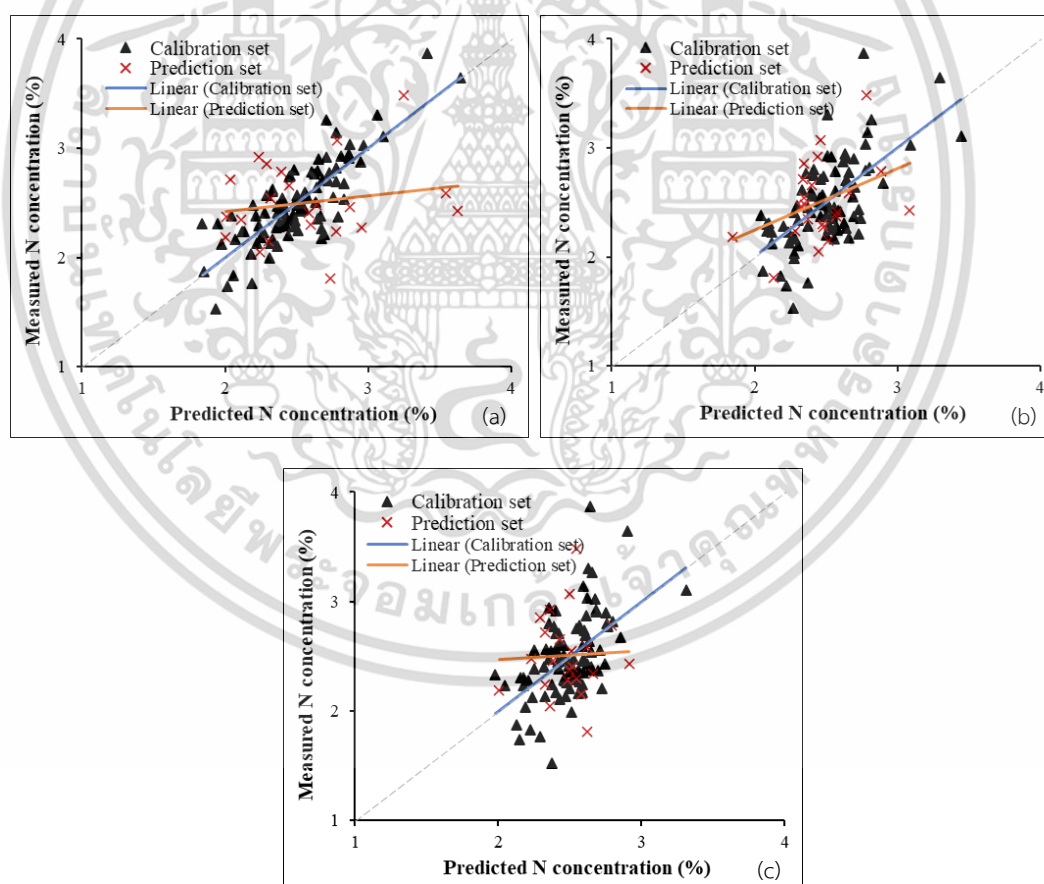 4
▲ Calibration set
× Prediction set
Linear (Calibration set)
Linear (Prediction set)
3
2
1
1 2 3 4
Measured N concentration (%)
Predicted N concentration (%)
(a)
4
▲ Calibration set
× Prediction set
Linear (Calibration set)
Linear (Prediction set)
3
2
1
1 2 3 4
Measured N concentration (%)
Predicted N concentration (%)
(b)
4
▲ Calibration set
× Prediction set
Linear (Calibration set)
Linear (Prediction set)
3
2
1
1 2 3 4
Measured N concentration (%)
Predicted N concentration (%)
(c)